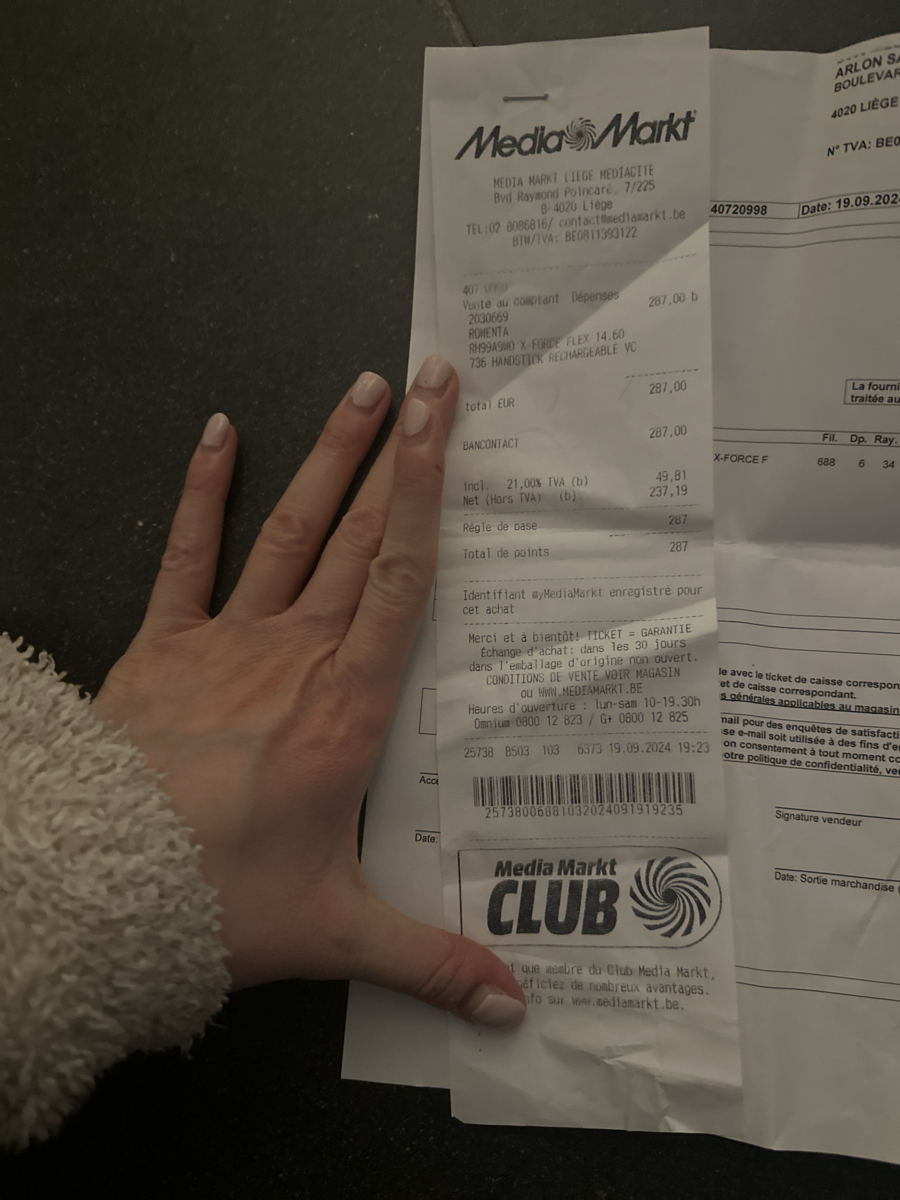 Media Markt
MEDIA MARKT LIEGE MEDIACITE
Bvd Raymond Poincaré, 7/225
B-4020 Liège
TEL:02 8086816/ contact@mediamarkt.be
BTW/TVA: BE0811393122
Vente au comptant Dépenses 287,00 b
2030669
ROWENTA
RH99A9WO X-FORCE FLEX 14.60
736 HANDSTICK RECHARGEABLE VC
total EUR 287,00
BANCONTACT 287,00
incl. 21,00% TVA (b) 49,81
Net (Hors TVA) (b) 237,19
Règle de base 287
Total de points 287
Identifiant myMediaMarkt enregistré pour
cet achat
Merci et à bientôt! TICKET = GARANTIE
Échange d'achat: dans les 30 jours
dans l'emballage d'origine non ouvert.
CONDITIONS DE VENTE VOIR MAGASIN
ou WWW.MEDIAMARKT.BE
Heures d'ouverture : lun-sam 10-19.30h
Omnium 0800 12 823 / G+ 0800 12 825
25738 B503 103 6373 19.09.2024 19:23
2573800688103202409191923​5
Media Markt
CLUB
que membre du Club Media Markt,
éficiez de nombreux avantages.
nfo sur www.mediamarkt.be.
ARLON SA
BOULEVAR
4020 LIÈGE
N° TVA: BE0
40720998 Date: 19.09.2024
La fourni
traitée au
Fil. Dp. Ray.
X-FORCE F 688 6 34
le avec le ticket de caisse correspon
et de caisse correspondant.
s générales applicables au magasin
mail pour des enquêtes de satisfacti
se e-mail soit utilisée à des fins d'e
on consentement à tout moment co
otre politique de confidentialité, ve
Signature vendeur
Date: Sortie marchandise (
Acc
Date: